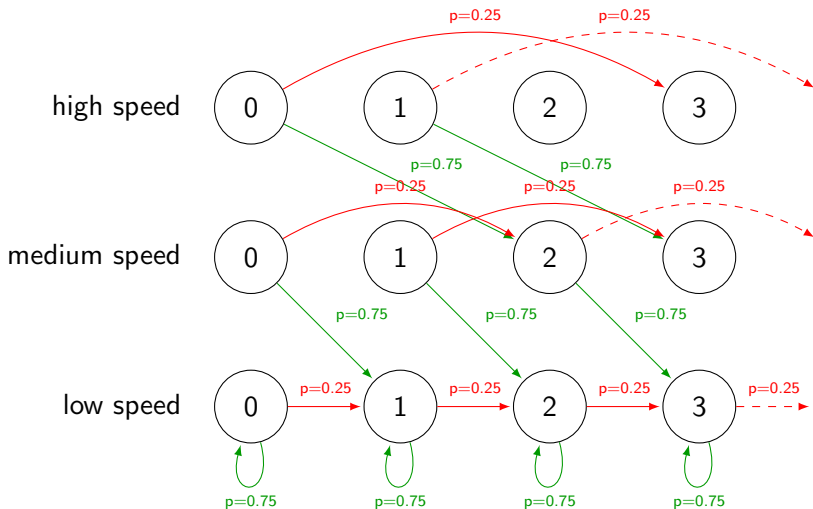 p=0.25 p=0.25
high speed 0 1 2 3
p=0.75 p=0.75
p=0.25 p=0.25 p=0.25
medium speed 0 1 2 3
p=0.75 p=0.75 p=0.75
p=0.25 p=0.25 p=0.25 p=0.25
low speed 0 1 2 3
p=0.75 p=0.75 p=0.75 p=0.75